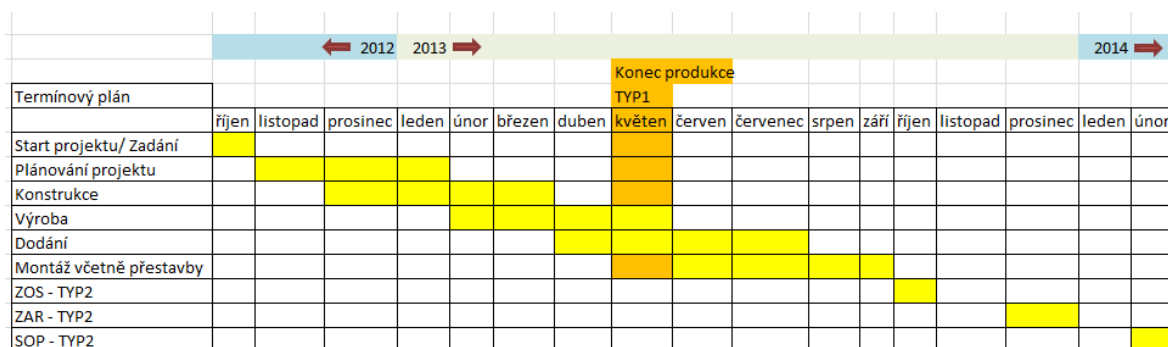 2012 2013 2014
Konec produkce
Termínový plán TYP1
říjen listopad prosinec leden únor březen duben květen červen červenec srpen září říjen listopad prosinec leden únor
Start projektu/ Zadání
Plánování projektu
Konstrukce
Výroba
Dodání
Montáž včetně přestavby
ZOS - TYP2
ZAR - TYP2
SOP - TYP2